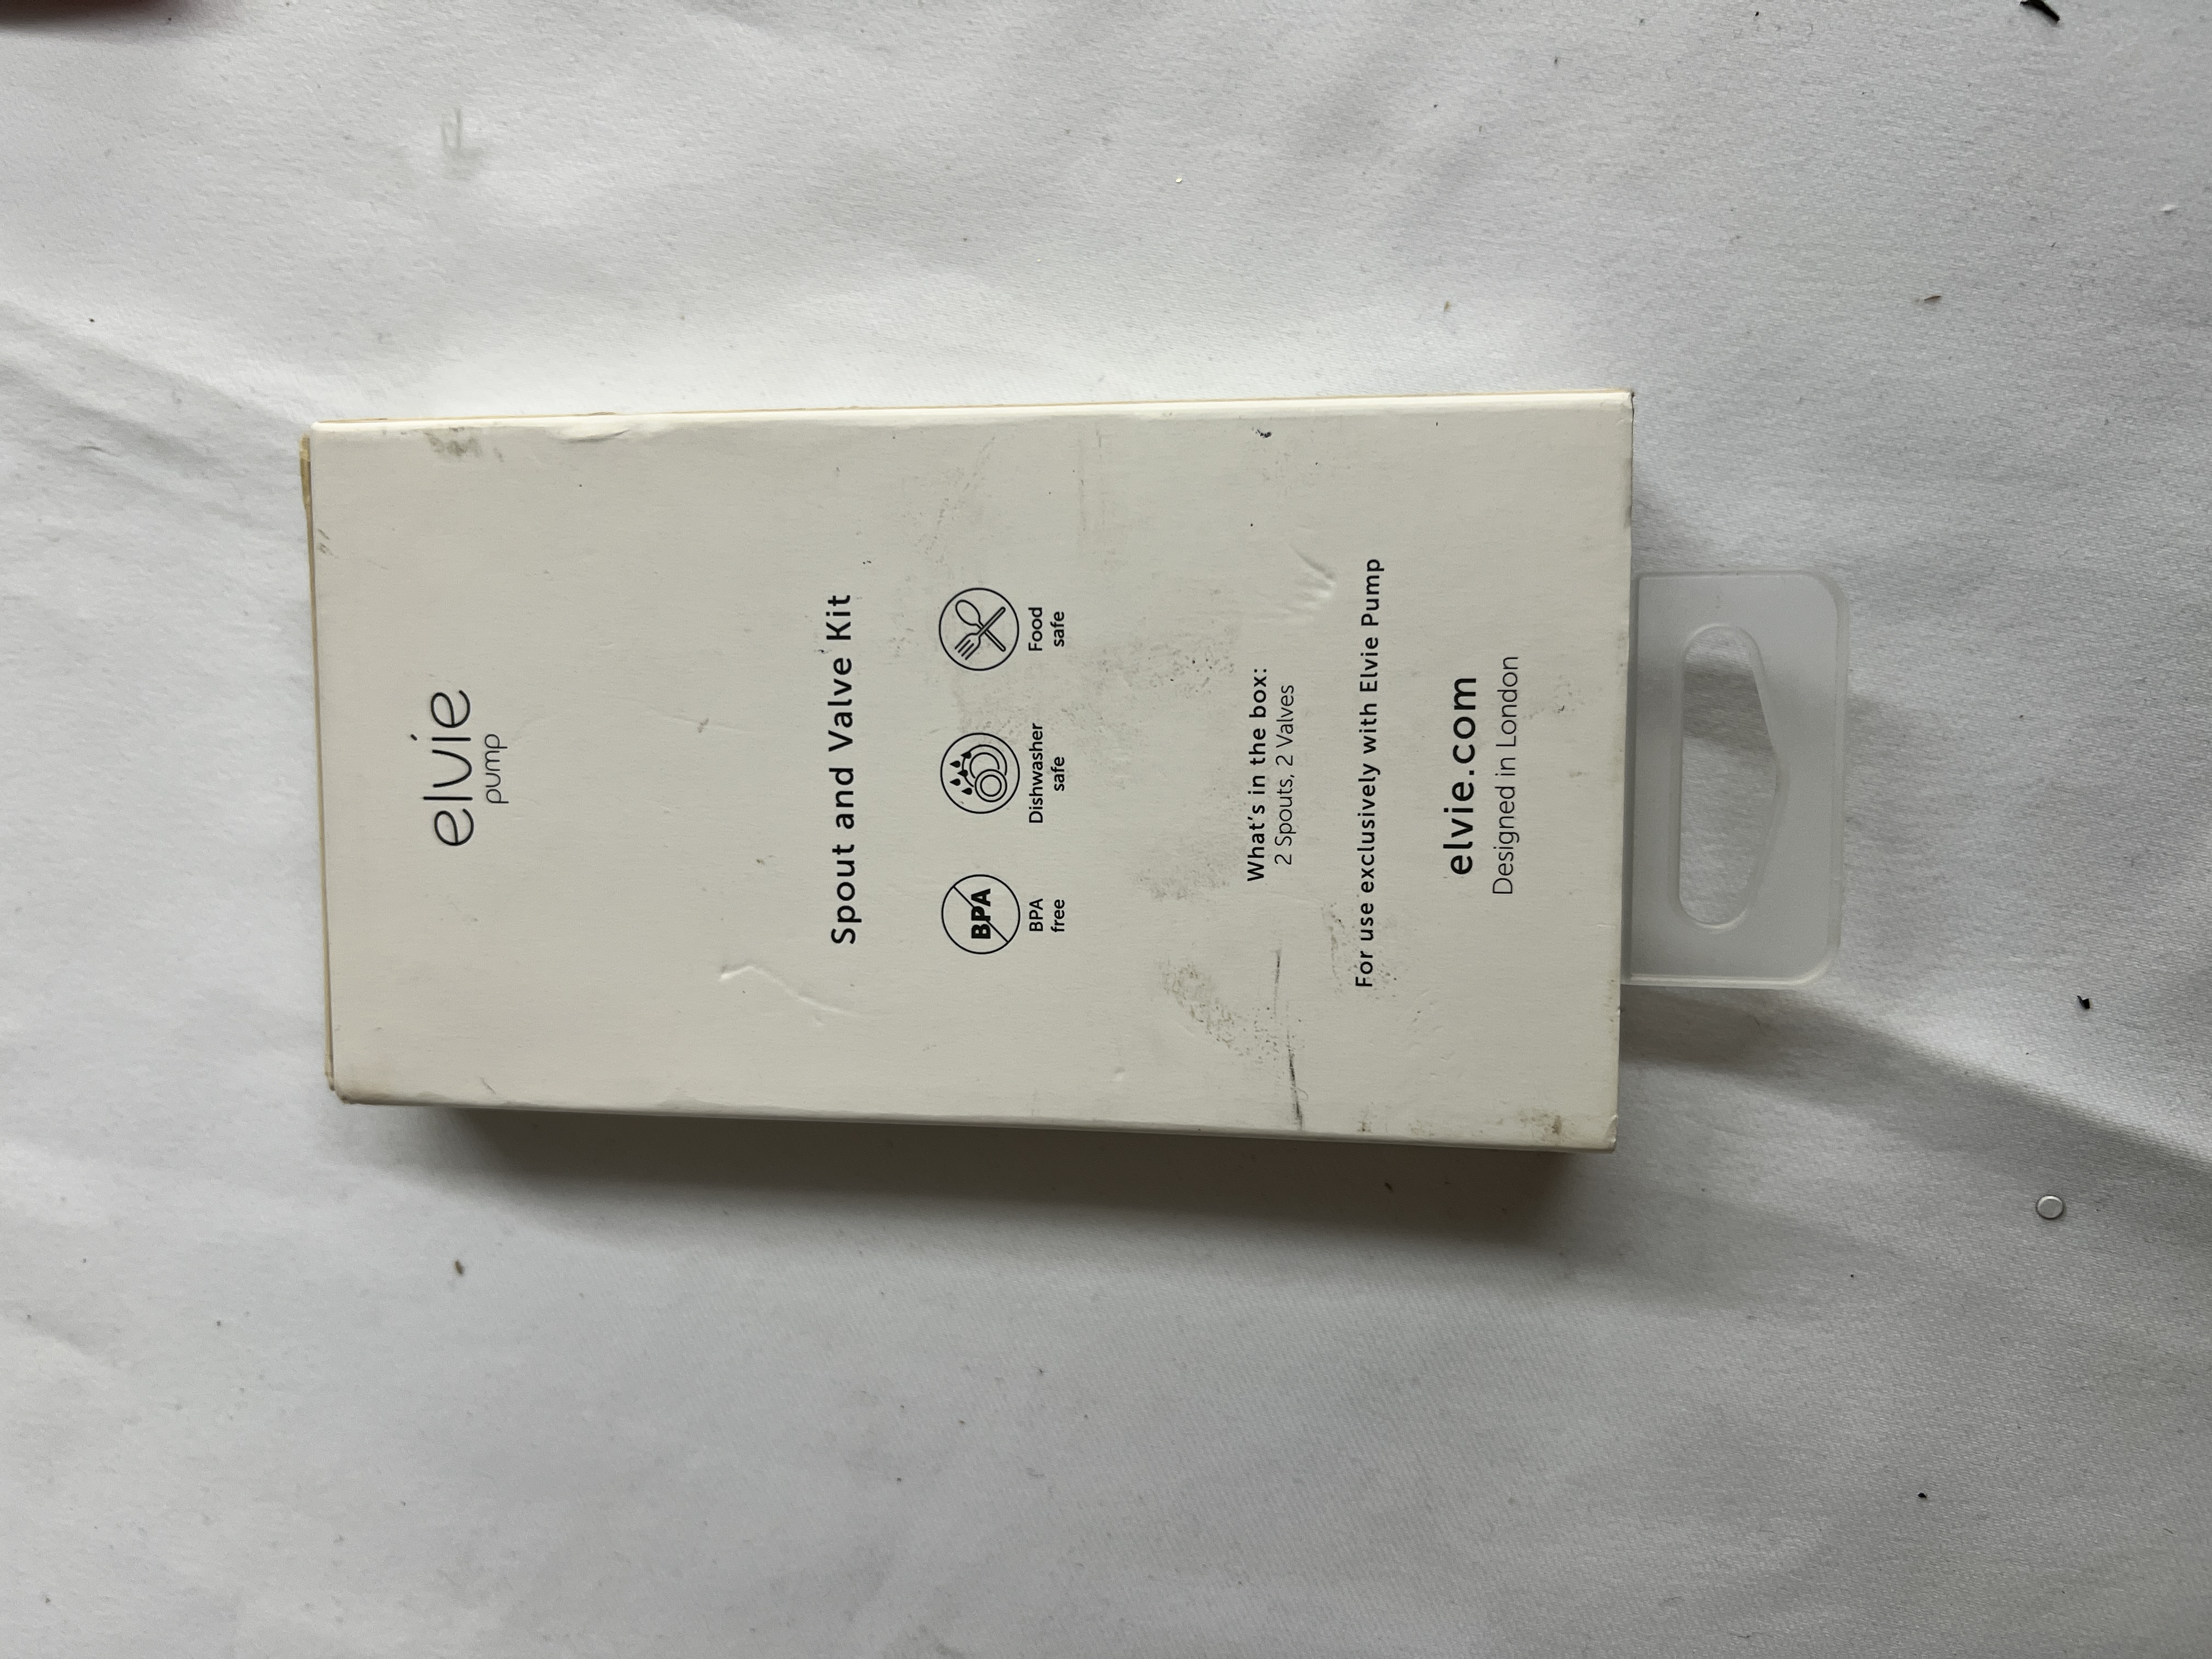 elvie
pump
Spout and Valve Kit
BPA
BPA
free
Dishwasher
safe
Food
safe
What's in the box:
2 Spouts, 2 Valves
For use exclusively with Elvie Pump
elvie.com
Designed in London